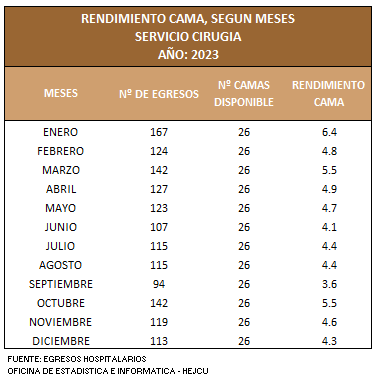 RENDIMIENTO CAMA, SEGUN MESES
SERVICIO CIRUGIA
AÑO: 2023
MESES Nº DE EGRESOS Nº CAMAS DISPONIBLE RENDIMIENTO CAMA
ENERO 167 26 6.4
FEBRERO 124 26 4.8
MARZO 142 26 5.5
ABRIL 127 26 4.9
MAYO 123 26 4.7
JUNIO 107 26 4.1
JULIO 115 26 4.4
AGOSTO 115 26 4.4
SEPTIEMBRE 94 26 3.6
OCTUBRE 142 26 5.5
NOVIEMBRE 119 26 4.6
DICIEMBRE 113 26 4.3
FUENTE: EGRESOS HOSPITALARIOS
OFICINA DE ESTADISTICA E INFORMATICA - HEJCU